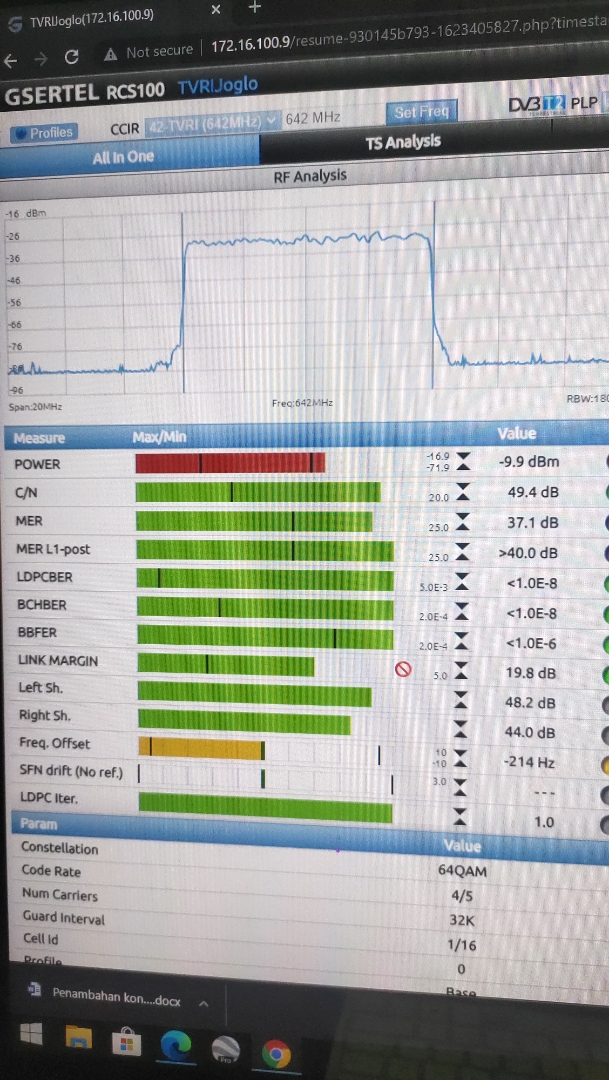 TVRIJoglo(172.16.100.9)
Not secure | 172.16.100.9/resume-930145b793-1623405827.php?timesta
GSERTEL RCS100 TVRIJoglo
Profiles CCIR 42-TVRI (642MHz) 642 MHz Set Freq DVB T2 PLP
All In One TS Analysis
RF Analysis
-16 dBm
-26
-36
-46
-56
-66
-76
-96
Span:20MHz Freq:642MHz RBW:180
Measure Max/Min Value
POWER -16.9 -71.9 -9.9 dBm
C/N 20.0 49.4 dB
MER 25.0 37.1 dB
MER L1-post 25.0 >40.0 dB
LDPCBER 5.0E-3 <1.0E-8
BCHBER 2.0E-4 <1.0E-8
BBFER 2.0E-4 <1.0E-6
LINK MARGIN 5.0 19.8 dB
Left Sh. 48.2 dB
Right Sh. 44.0 dB
Freq. Offset 10 -10 -214 Hz
SFN drift (No ref.) 3.0 ---
LDPC Iter. 1.0
Param Value
Constellation 64QAM
Code Rate 4/5
Num Carriers 32K
Guard Interval 1/16
Cell Id 0
Profile Base
Penambahan kon....docx
Pro